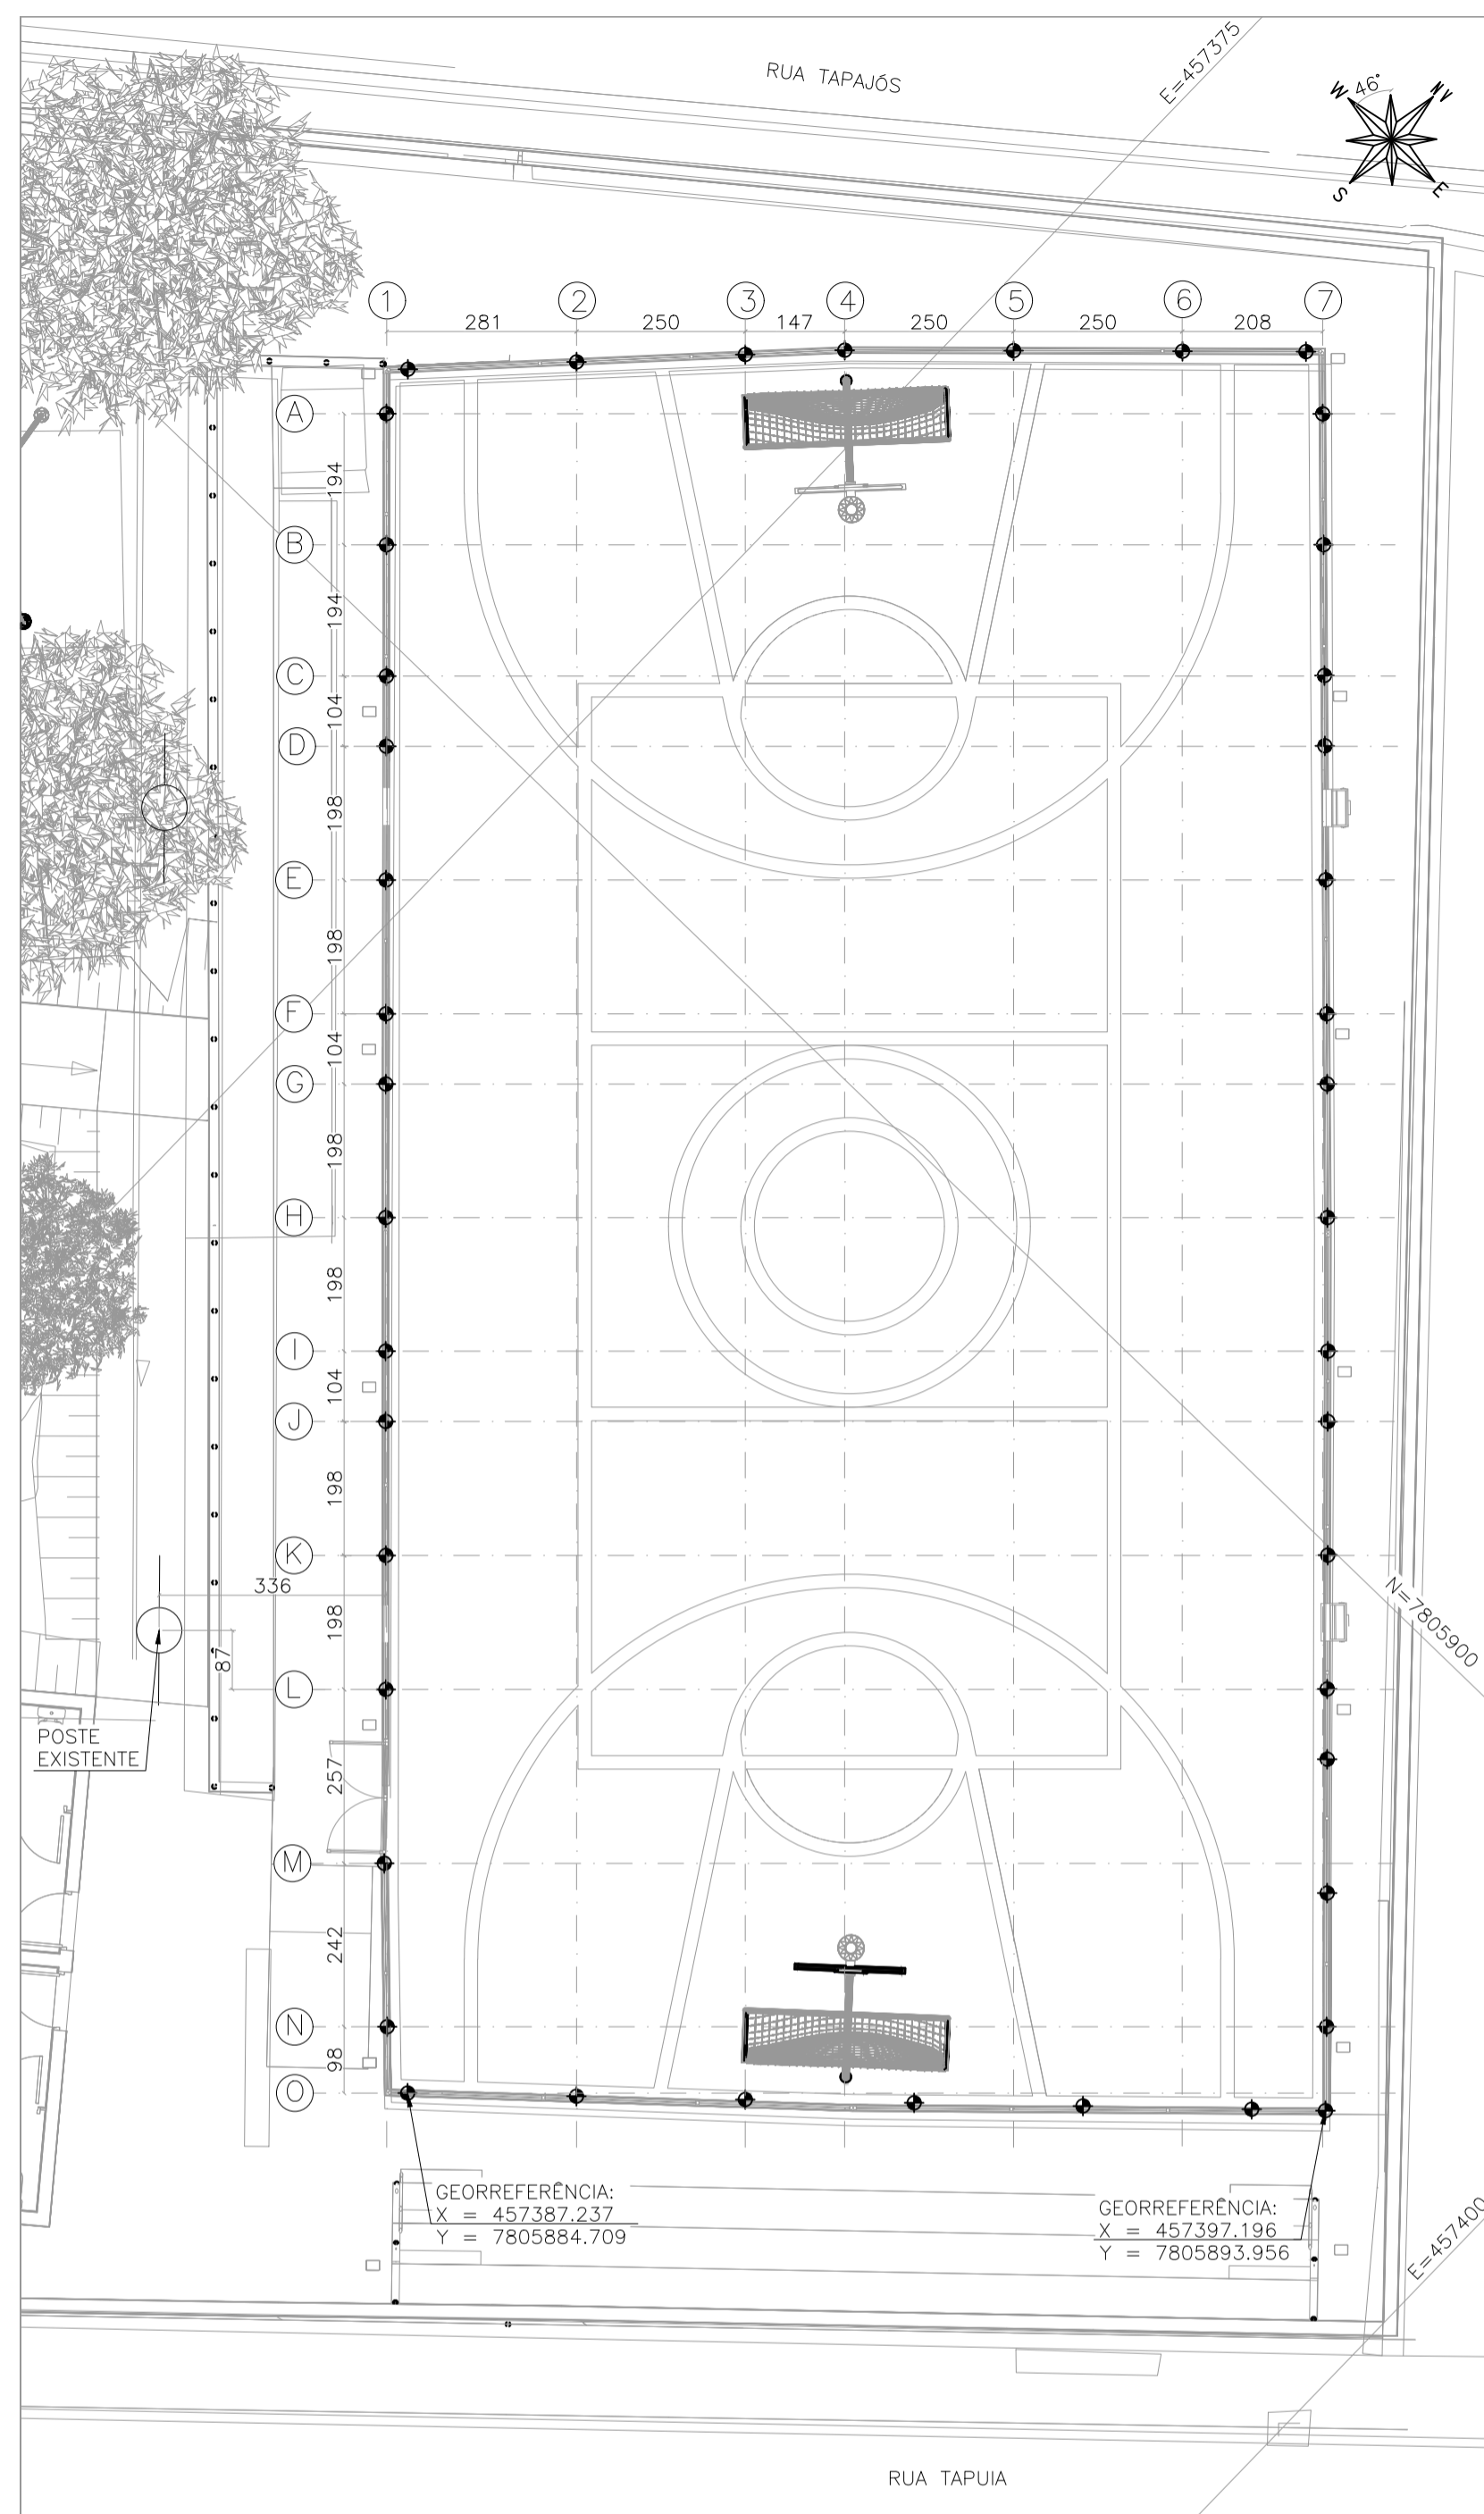 RUA TAPAJÓS
E=457375
46°
W
NV
S
E
1 2 3 4 5 6 7
281 250 147 250 250 208
A
194
B
194
C
104
D
198
E
198
F
104
G
198
H
198
I
104
J
198
K
336
198
87
L
POSTE
EXISTENTE
257
M
242
N
98
O
N=7805900
GEORREFERÊNCIA:
X = 457387.237
Y = 7805884.709
GEORREFERÊNCIA:
X = 457397.196
Y = 7805893.956
E=457400
RUA TAPUIA